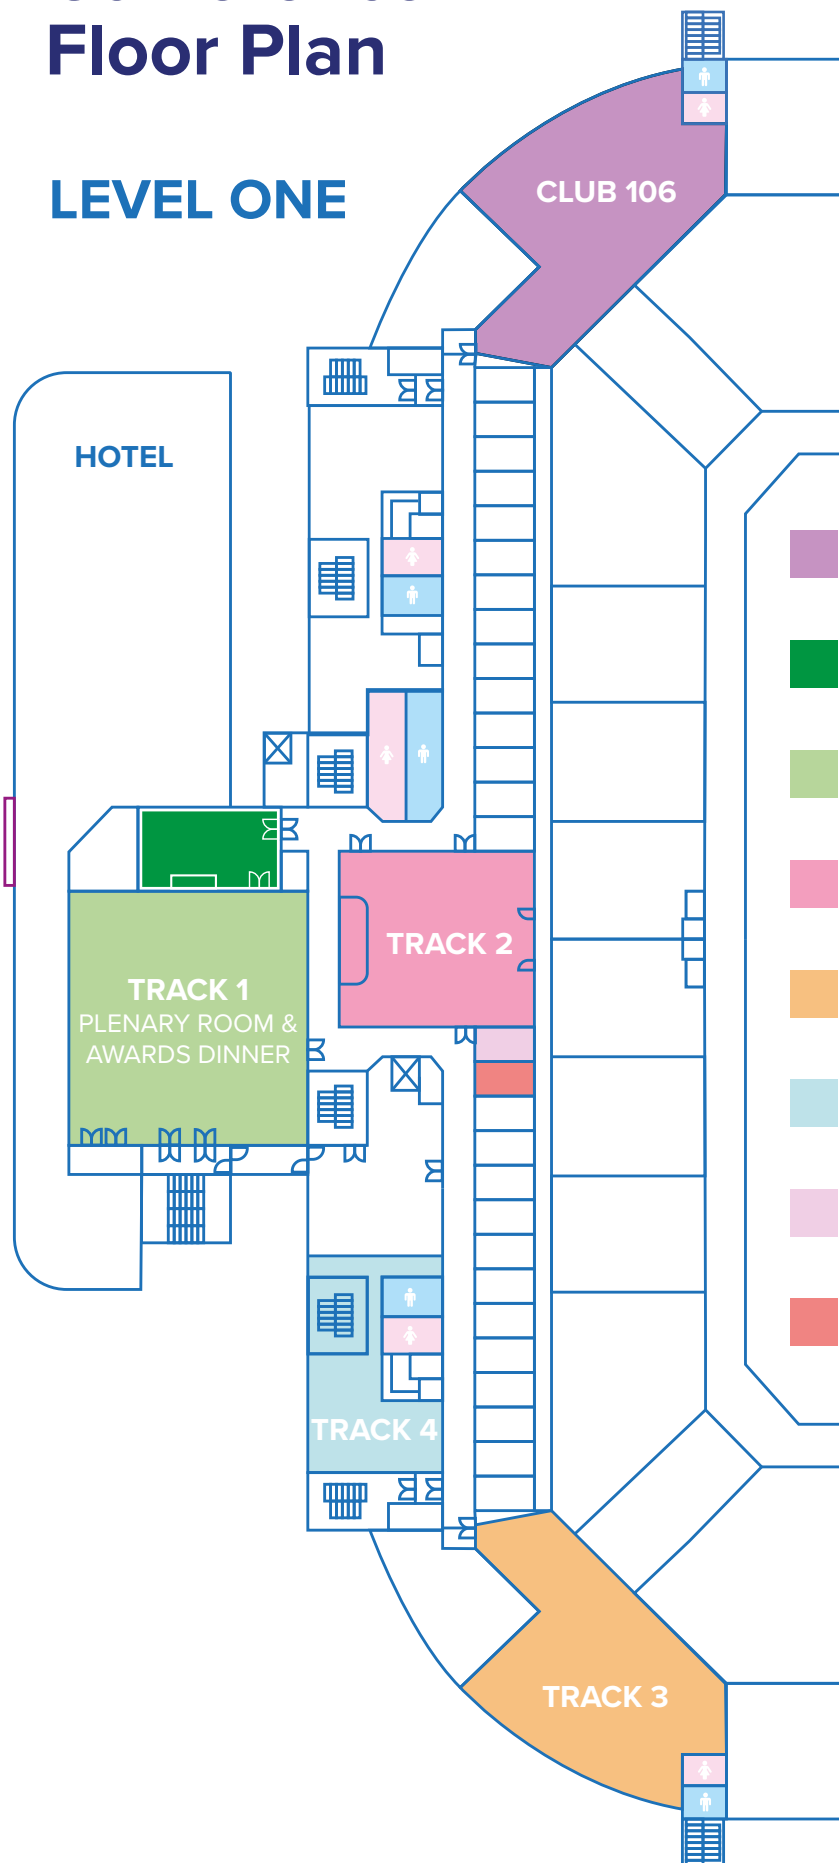 Floor Plan
LEVEL ONE
CLUB 106
HOTEL
TRACK 2
TRACK 1
PLENARY ROOM &
AWARDS DINNER
TRACK 4
TRACK 3